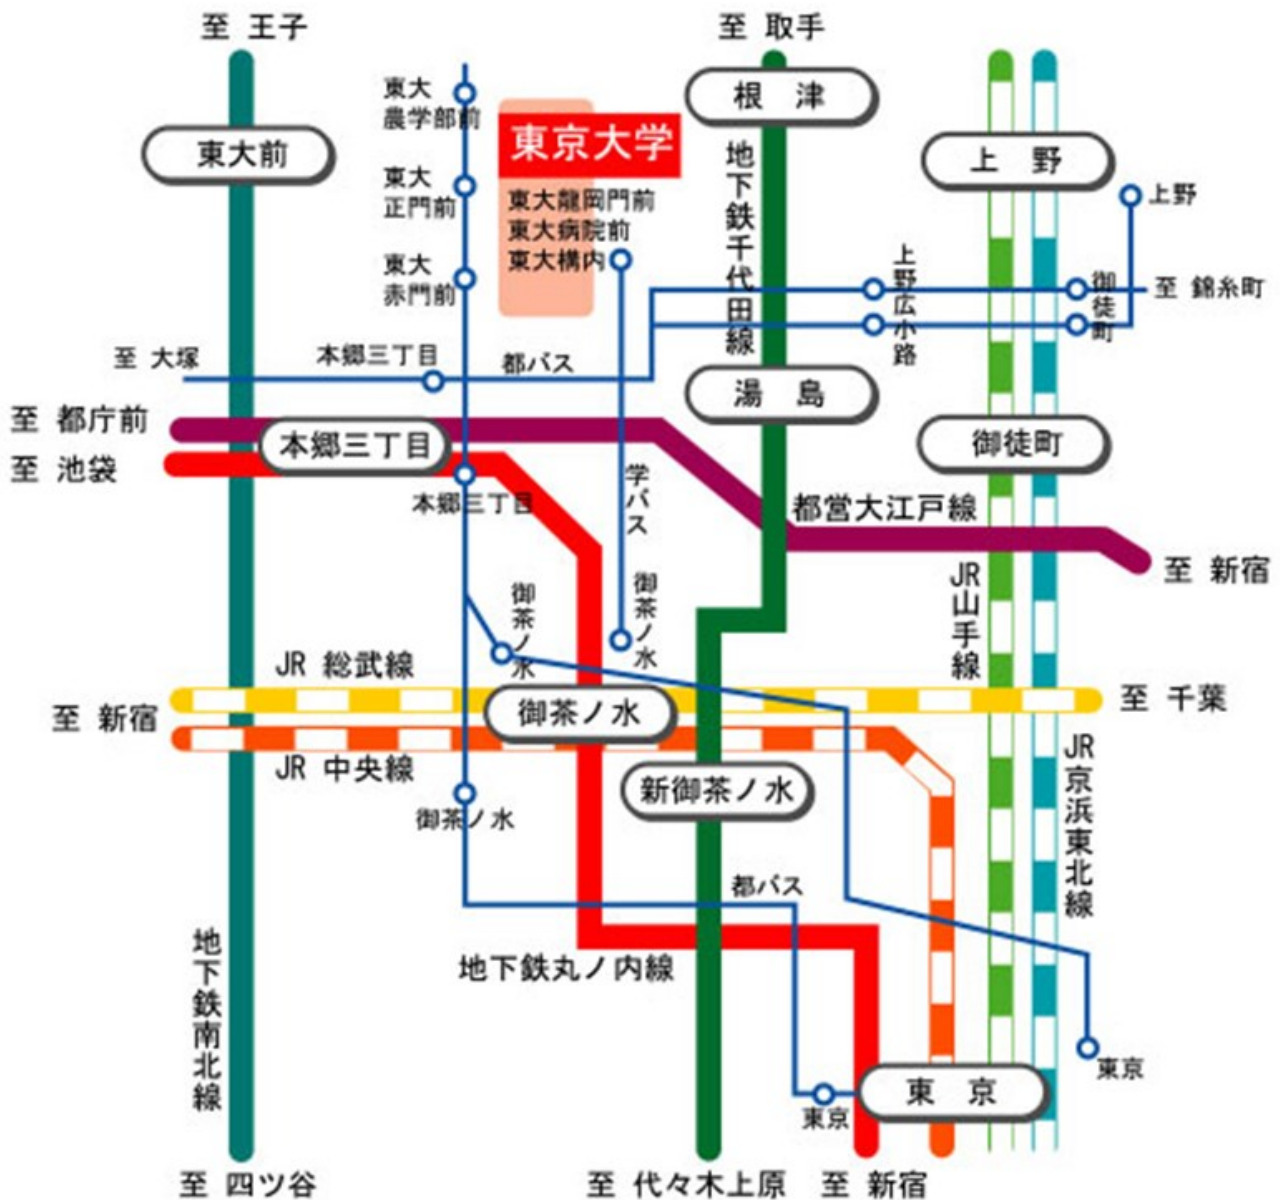 至 王子
至 取手
東大
農学部前
東京大学
根 津
東大前
上 野
東大
正門前
東大龍岡門前
東大病院前
東大構内
上野
東大
赤門前
地下鉄千代田線
上野広小路
御徒町
至 錦糸町
至 大塚
本郷三丁目
都バス
湯 島
至 都庁前
本郷三丁目
御徒町
至 池袋
本郷三丁目
学バス
都営大江戸線
至 新宿
JR山手線
御茶ノ水
御茶ノ水
JR 総武線
至 新宿
御茶ノ水
至 千葉
JR 中央線
JR京浜東北線
新御茶ノ水
御茶ノ水
都バス
地下鉄南北線
地下鉄丸ノ内線
東京
東 京
東京
至 四ツ谷
至 代々木上原
至 新宿